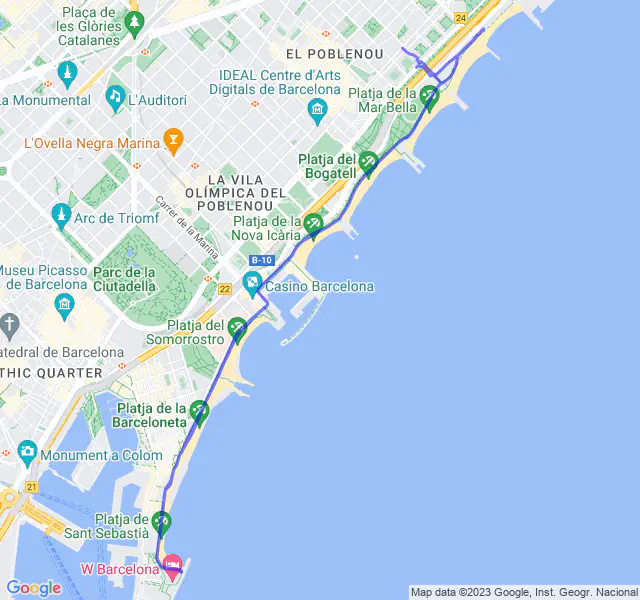 Plaça de
les Glòries
Catalanes
24
EL POBLENOU
La Monumental
L'Auditori
IDEAL Centre d'Arts
Digitals de Barcelona
Platja de la
Mar Bella
L'Ovella Negra Marina
Platja del
Bogatell
LA VILA
OLÍMPICA DEL
POBLENOU
Arc de Triomf
Carrer de la Marina
Platja de la
Nova Icària
B-10
Museu Picasso
de Barcelona
Parc de la
Ciutadella
22
Casino Barcelona
Platja del
Somorrostro
atedral de Barcelona
THIC QUARTER
Platja de la
Barceloneta
Monument a Colom
21
Platja de
Sant Sebastià
W Barcelona
Google
Map data ©2023 Google, Inst. Geogr. Nacional